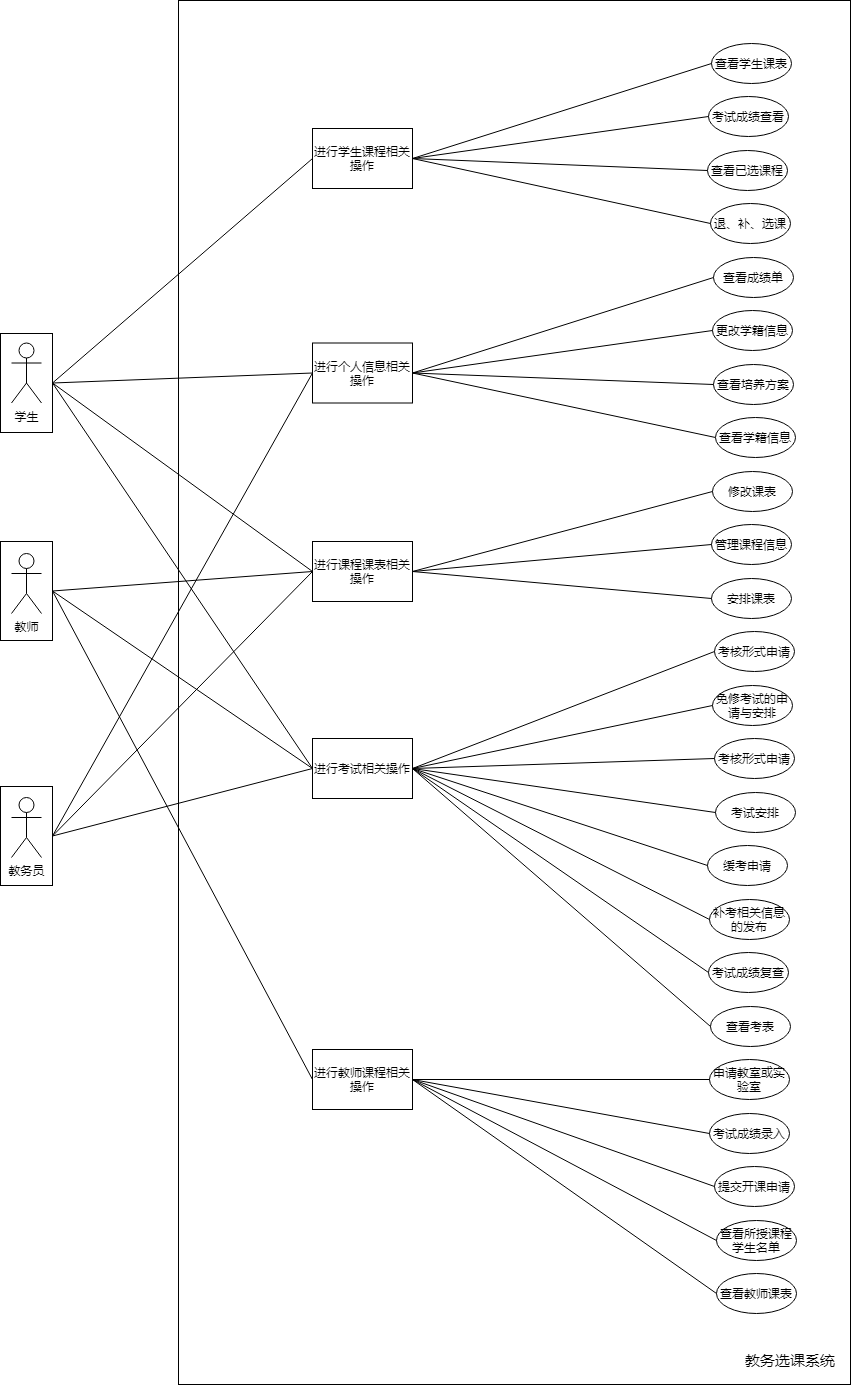 查看学生课表
考试成绩查看
进行学生课程相关
操作
查看已选课程
退、补、选课
查看成绩单
更改学籍信息
进行个人信息相关
操作
查看培养方案
学生
查看学籍信息
修改课表
管理课程信息
进行课程课表相关
操作
安排课表
教师
考核形式申请
免修考试的申
请与安排
考核形式申请
进行考试相关操作
考试安排
缓考申请
教务员
补考相关信息
的发布
考试成绩复查
查看考表
申请教室或实
验室
进行教师课程相关
操作
考试成绩录入
提交开课申请
查看所授课程
学生名单
查看教师课表
教务选课系统